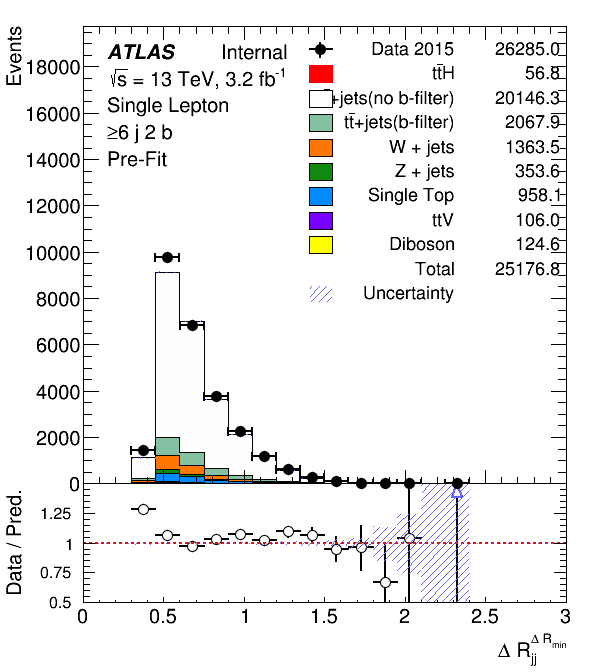 Events
ATLAS Internal
√s = 13 TeV, 3.2 fb⁻¹
Single Lepton
≥6 j 2 b
Pre-Fit
Data 2015 26285.0
tt̄H 56.8
+jets(no b-filter) 20146.3
tt̄+jets(b-filter) 2067.9
W + jets 1363.5
Z + jets 353.6
Single Top 958.1
ttV 106.0
Diboson 124.6
Total 25176.8
Uncertainty
18000
16000
14000
12000
10000
8000
6000
4000
2000
0
Data / Pred.
1.25
1
0.75
0.5
0 0.5 1 1.5 2 2.5 3
Δ R_jj^Δ R_min